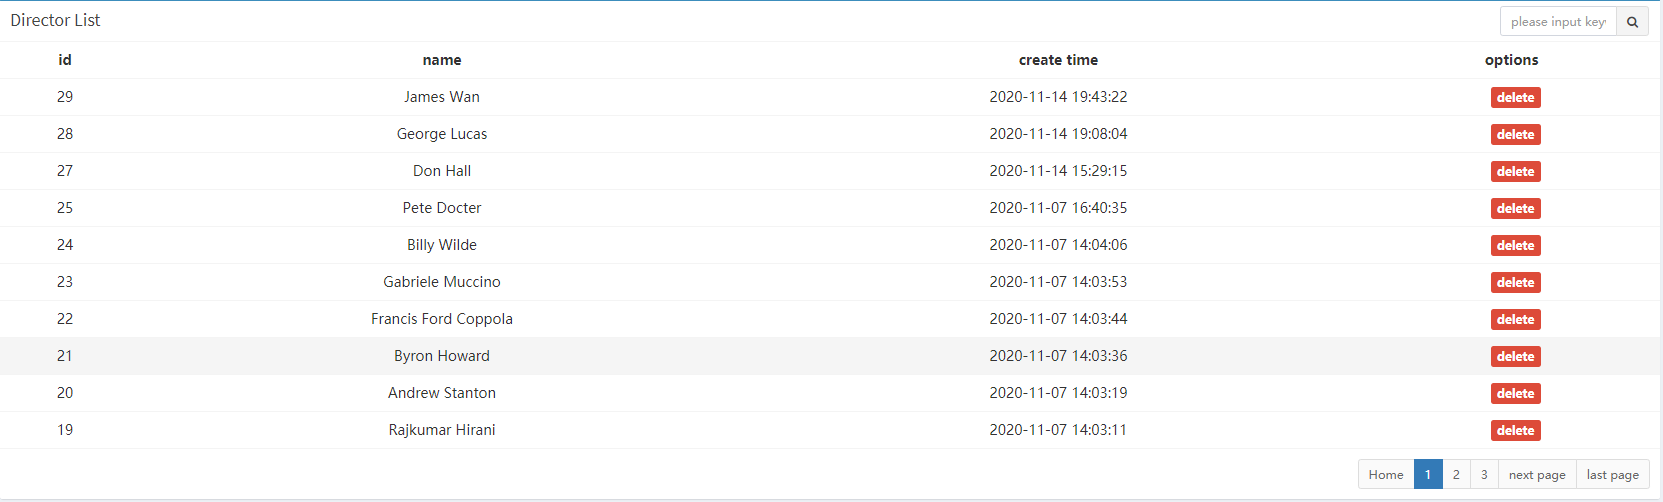 Director List
please input key
id name create time options
29 James Wan 2020-11-14 19:43:22 delete
28 George Lucas 2020-11-14 19:08:04 delete
27 Don Hall 2020-11-14 15:29:15 delete
25 Pete Docter 2020-11-07 16:40:35 delete
24 Billy Wilde 2020-11-07 14:04:06 delete
23 Gabriele Muccino 2020-11-07 14:03:53 delete
22 Francis Ford Coppola 2020-11-07 14:03:44 delete
21 Byron Howard 2020-11-07 14:03:36 delete
20 Andrew Stanton 2020-11-07 14:03:19 delete
19 Rajkumar Hirani 2020-11-07 14:03:11 delete
Home 1 2 3 next page last page